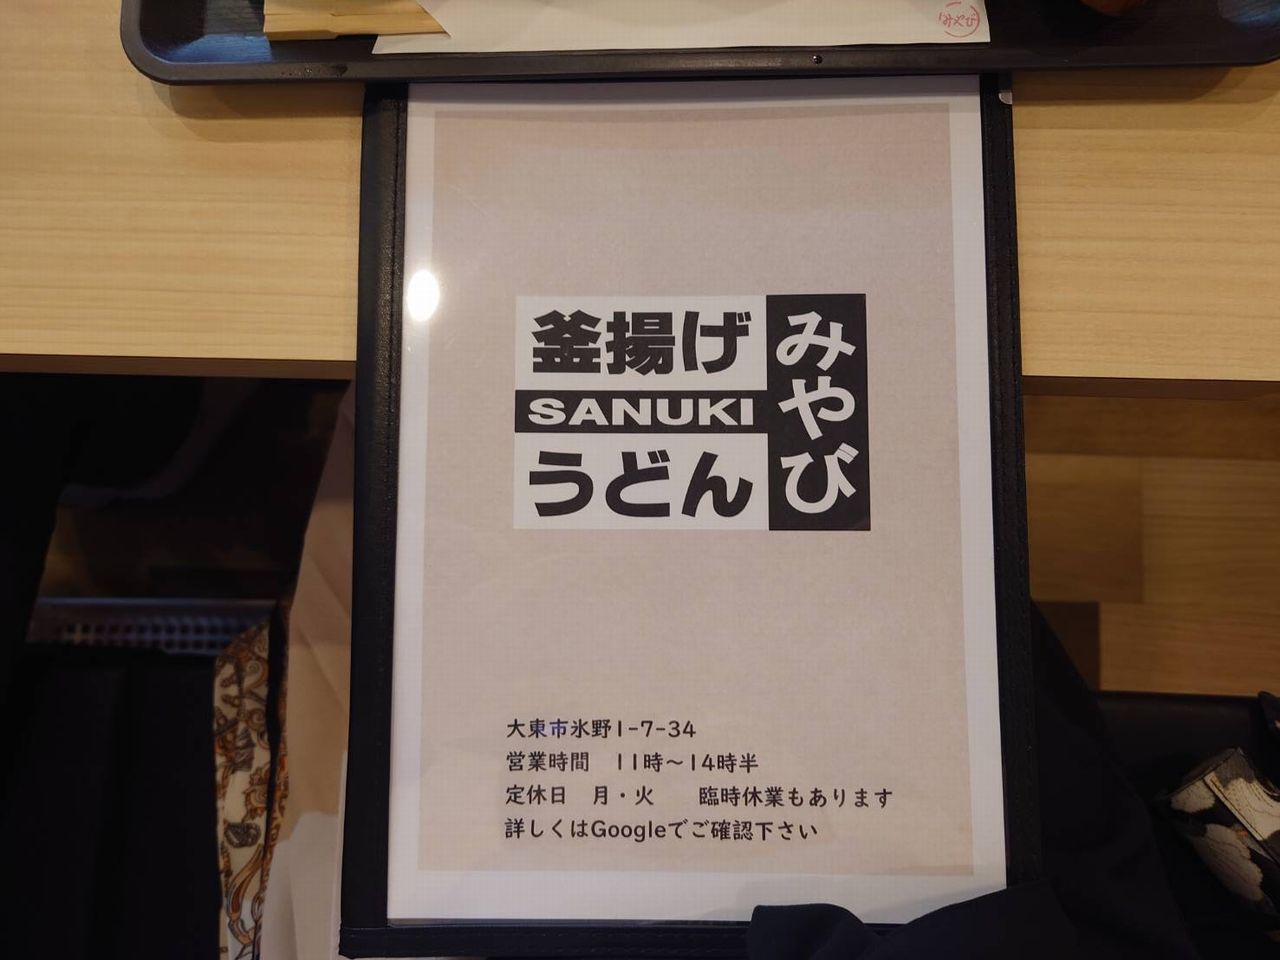 みやび
釜揚げ
SANUKI
うどん
みやび
大東市氷野1-7-34
営業時間　11時〜14時半
定休日　月・火　　臨時休業もあります
詳しくはGoogleでご確認下さい